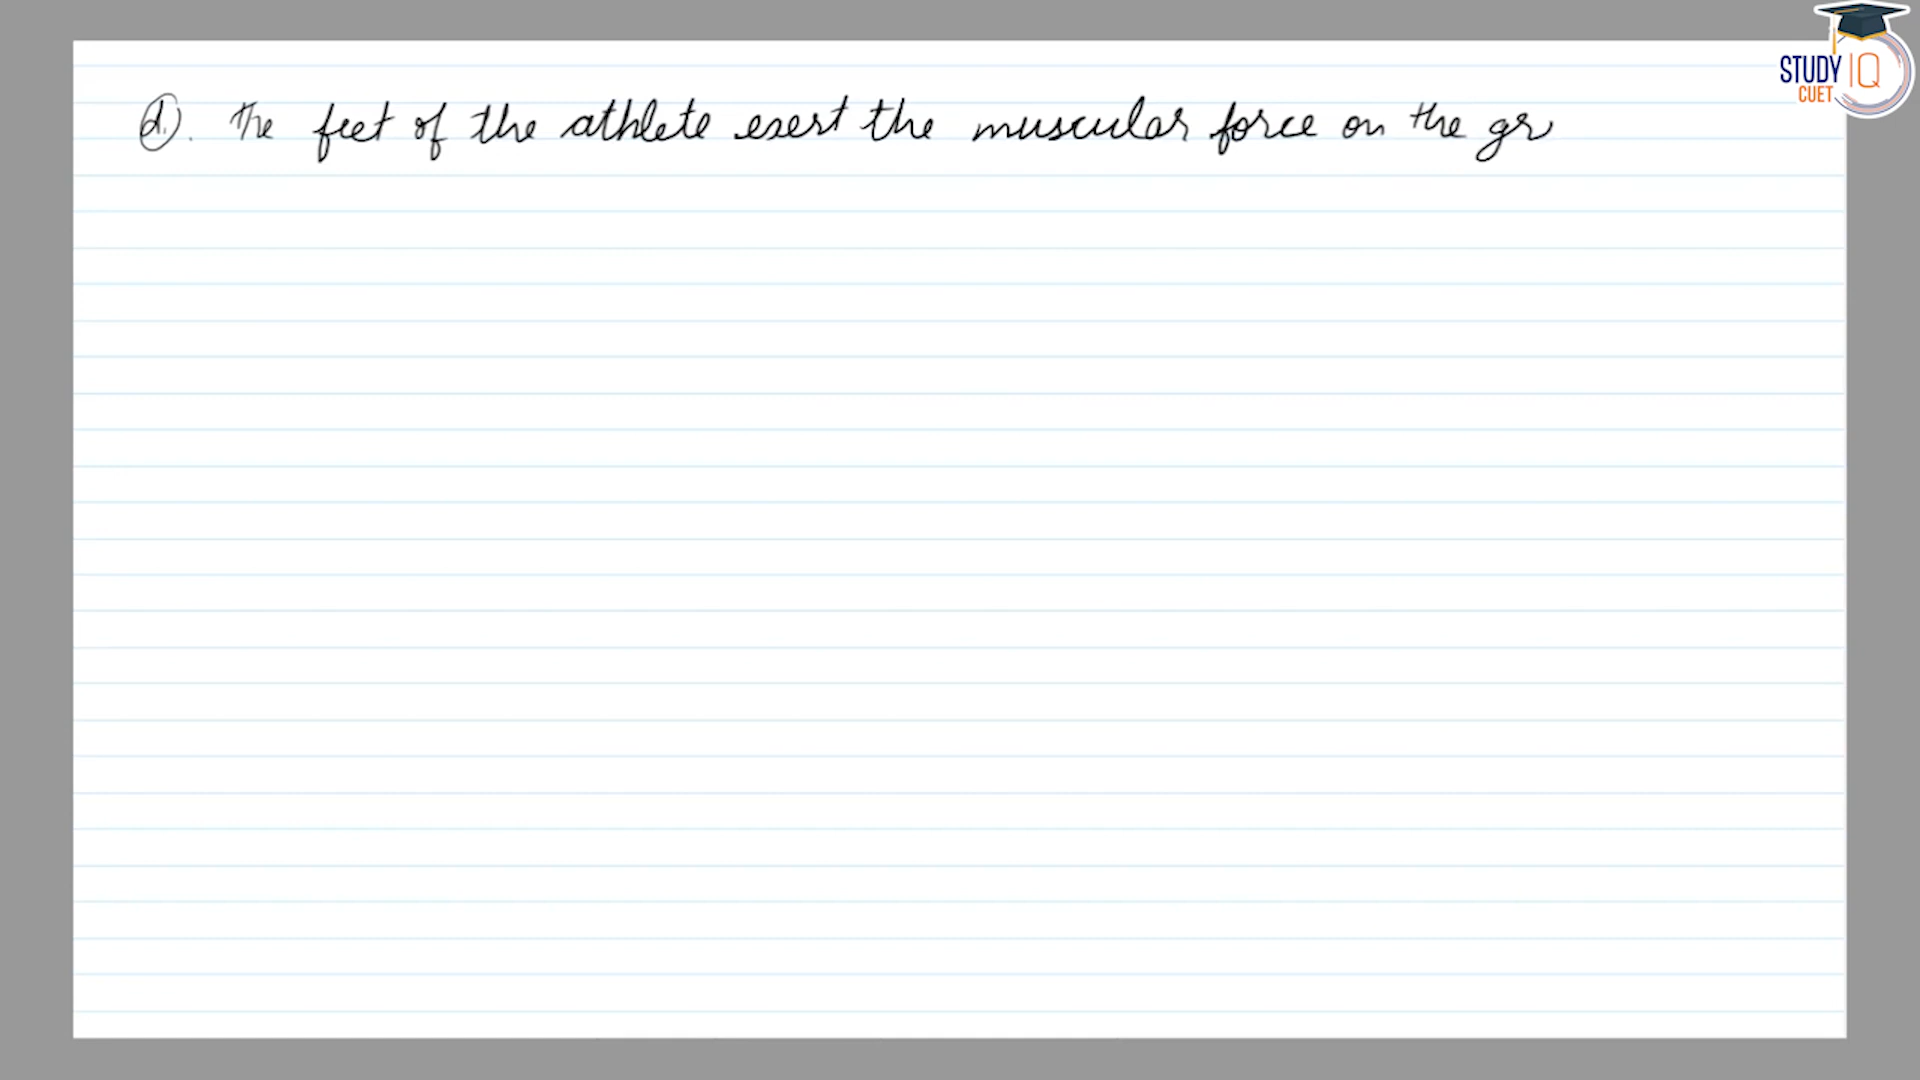 d). The feet of the athlete exert the muscular force on the gr
STUDY IQ
CUET